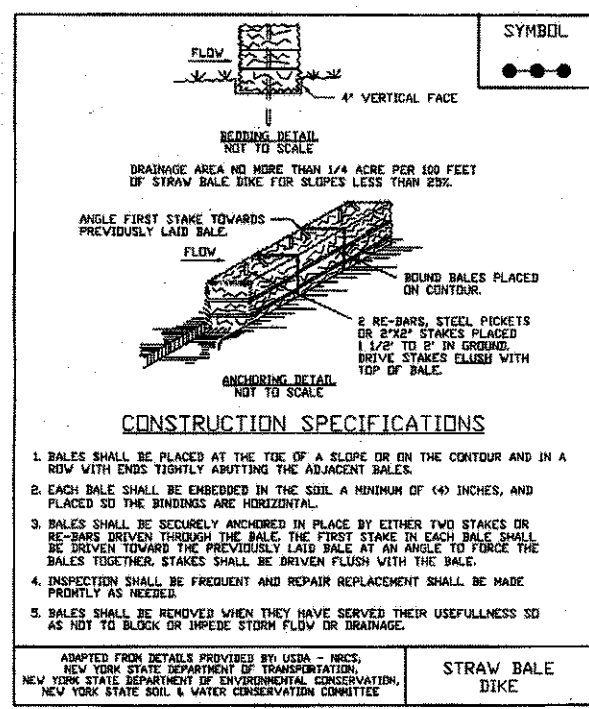 SYMBOL
FLOW
4" VERTICAL FACE
BEDDING DETAIL
NOT TO SCALE
DRAINAGE AREA NO MORE THAN 1/4 ACRE PER 100 FEET
OF STRAW BALE DIKE FOR SLOPES LESS THAN 25%.
ANGLE FIRST STAKE TOWARDS
PREVIOUSLY LAID BALE.
FLOW
BOUND BALES PLACED
ON CONTOUR.
2 RE-BARS, STEEL PICKETS
OR 2"X2" STAKES PLACED
1 1/2' TO 2' IN GROUND.
DRIVE STAKES FLUSH WITH
TOP OF BALE.
ANCHORING DETAIL
NOT TO SCALE
CONSTRUCTION SPECIFICATIONS
1. BALES SHALL BE PLACED AT THE TOE OF A SLOPE OR ON THE CONTOUR AND IN A
ROW WITH ENDS TIGHTLY ABUTTING THE ADJACENT BALES.
2. EACH BALE SHALL BE EMBEDDED IN THE SOIL A MINIMUM OF (4) INCHES, AND
PLACED SO THE BINDINGS ARE HORIZONTAL.
3. BALES SHALL BE SECURELY ANCHORED IN PLACE BY EITHER TWO STAKES OR
RE-BARS DRIVEN THROUGH THE BALE. THE FIRST STAKE IN EACH BALE SHALL
BE DRIVEN TOWARD THE PREVIOUSLY LAID BALE AT AN ANGLE TO FORCE THE
BALES TOGETHER. STAKES SHALL BE DRIVEN FLUSH WITH THE BALE.
4. INSPECTION SHALL BE FREQUENT AND REPAIR REPLACEMENT SHALL BE MADE
PROMTLY AS NEEDED.
5. BALES SHALL BE REMOVED WHEN THEY HAVE SERVED THEIR USEFULLNESS SO
AS NOT TO BLOCK OR IMPEDE STORM FLOW OR DRAINAGE.
ADAPTED FROM DETAILS PROVIDED BY: USDA - NRCS,
NEW YORK STATE DEPARTMENT OF TRANSPORTATION,
NEW YORK STATE DEPARTMENT OF ENVIRONMENTAL CONSERVATION,
NEW YORK STATE SOIL & WATER CONSERVATION COMMITTEE
STRAW BALE
DIKE